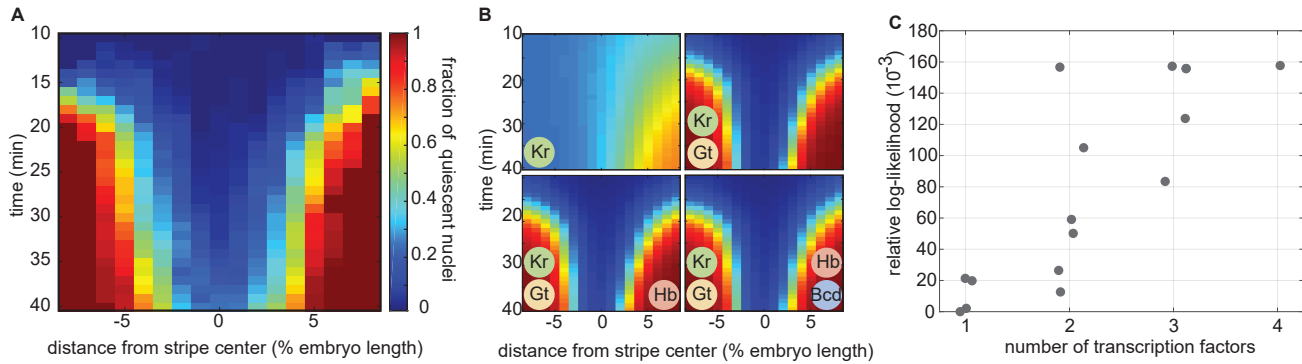 A
10
15
20
25
30
35
40
time (min)
-5
0
5
distance from stripe center (% embryo length)
1
0.8
0.6
0.4
0.2
0
fraction of quiescent nuclei
B
10
20
30
40
20
30
40
time (min)
Kr
Kr
Gt
Kr
Gt
Hb
Kr
Gt
Hb
Bcd
-5
0
5
-5
0
5
distance from stripe center (% embryo length)
C
180
160
140
120
100
80
60
40
20
0
relative log-likelihood (10⁻³)
1
2
3
4
number of transcription factors